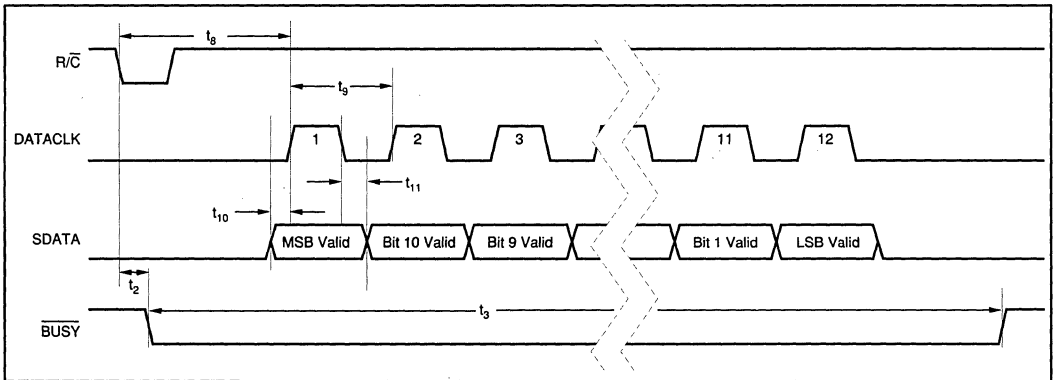 t8
R/C̅
t9
DATACLK
1 2 3 11 12
t11
t10
SDATA
MSB Valid Bit 10 Valid Bit 9 Valid Bit 1 Valid LSB Valid
t2
t3
B̅U̅S̅Y̅